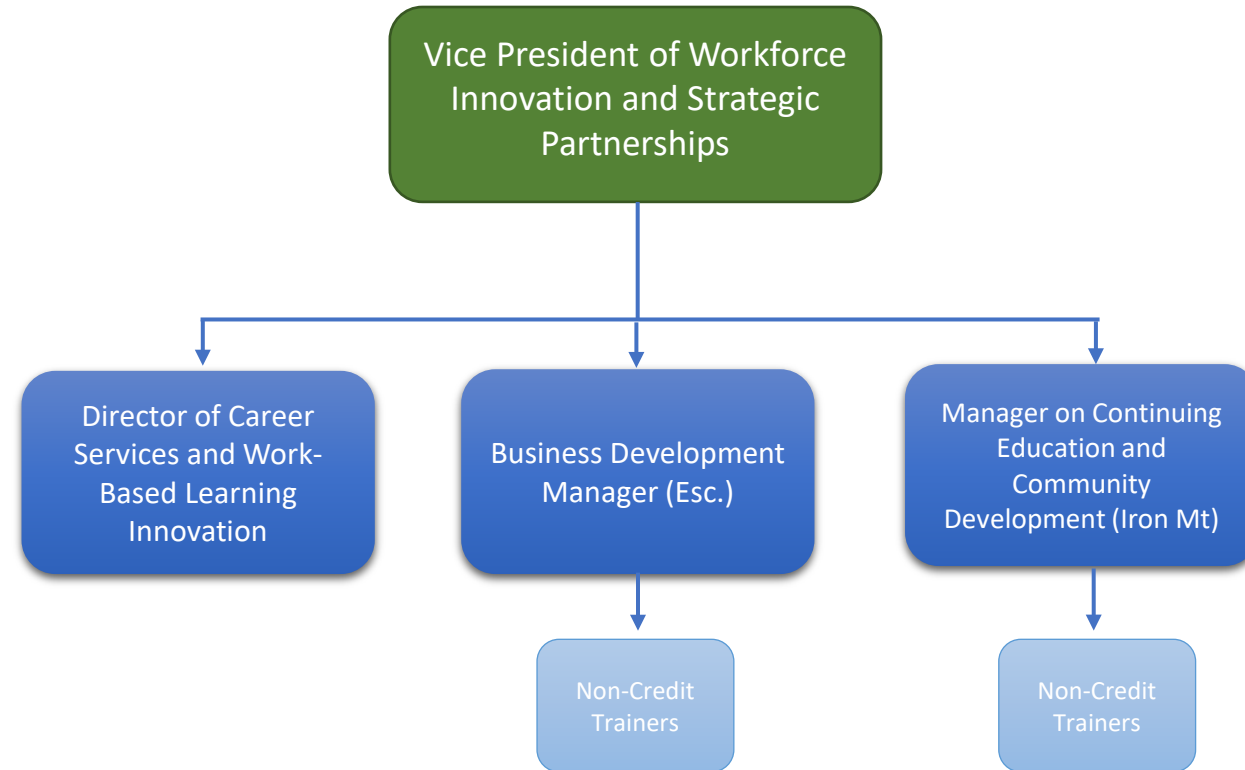 Vice President of Workforce
Innovation and Strategic
Partnerships
Director of Career
Services and Work-
Based Learning
Innovation
Business Development
Manager (Esc.)
Manager on Continuing
Education and
Community
Development (Iron Mt)
Non-Credit
Trainers
Non-Credit
Trainers